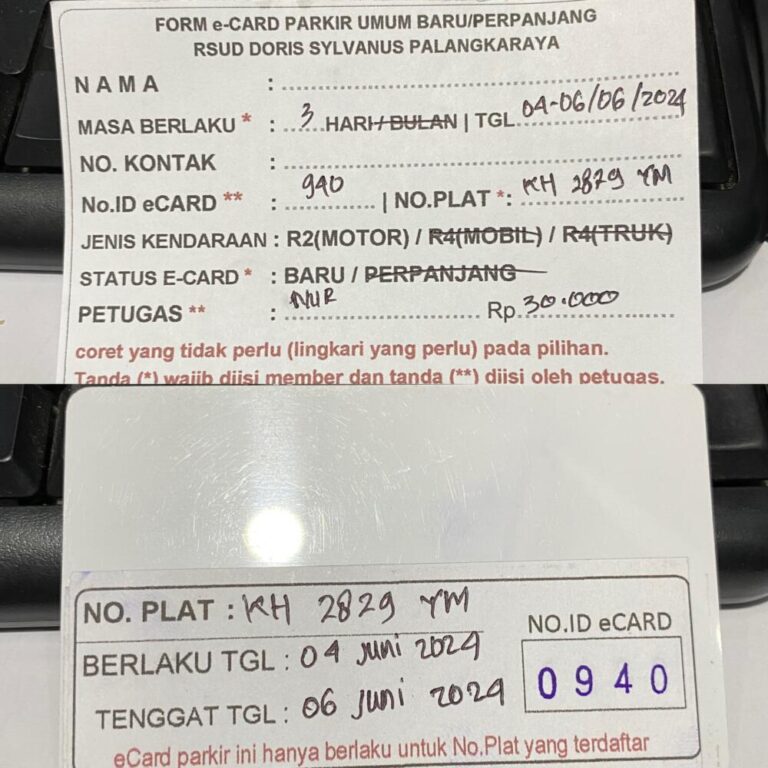 FORM e-CARD PARKIR UMUM BARU/PERPANJANG
RSUD DORIS SYLVANUS PALANGKARAYA
NAMA :
MASA BERLAKU * : 3 HARI / BULAN | TGL 04-06/06/2024
NO. KONTAK :
No.ID eCARD ** : 940 | NO.PLAT *: KH 2829 YM
JENIS KENDARAAN : R2(MOTOR) / R4(MOBIL) / R4(TRUK)
STATUS E-CARD * : BARU / PERPANJANG
PETUGAS ** : NUR Rp. 30.000
coret yang tidak perlu (lingkari yang perlu) pada pilihan.
Tanda (*) wajib diisi member dan tanda (**) diisi oleh petugas.
NO. PLAT : KH 2829 YM
BERLAKU TGL : 04 Juni 2024
TENGGAT TGL : 06 Juni 2024
NO.ID eCARD
0940
eCard parkir ini hanya berlaku untuk No.Plat yang terdaftar